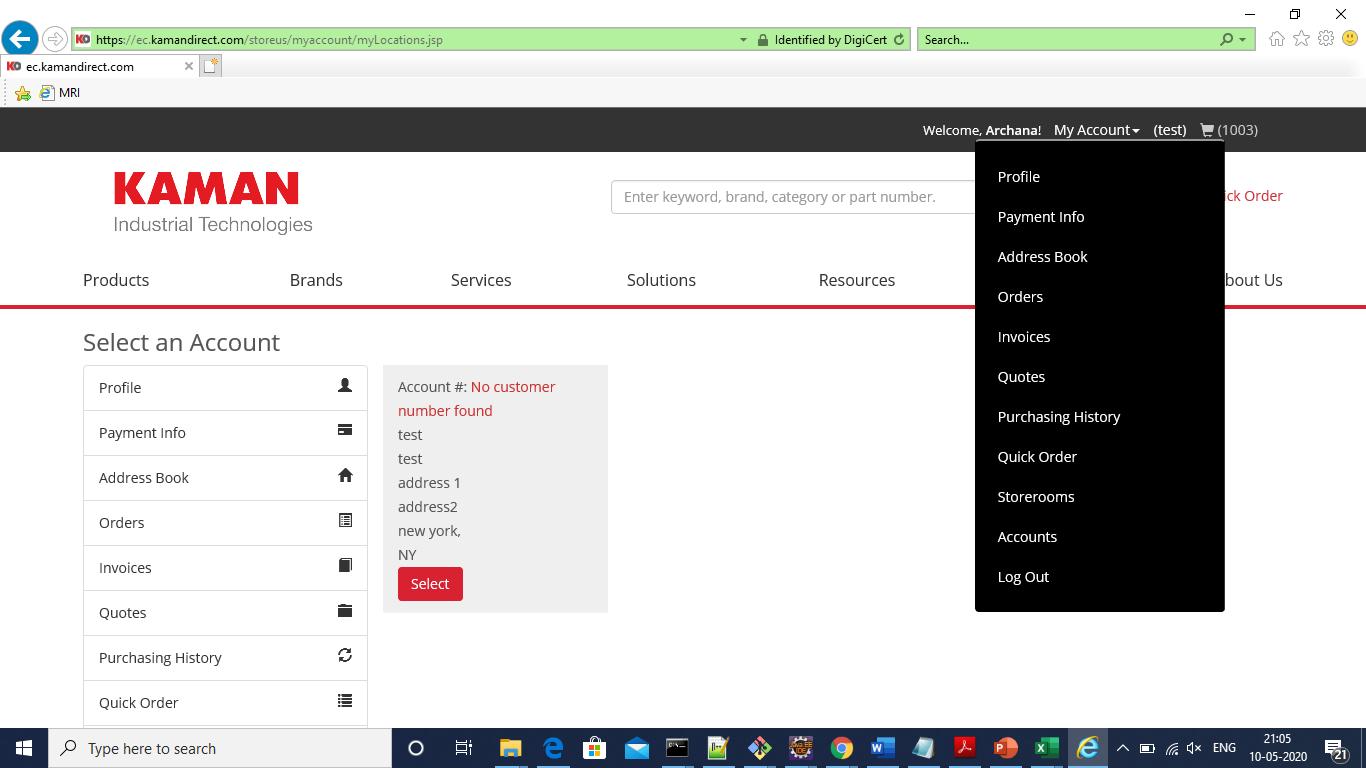 https://ec.kamandirect.com/storeus/myaccount/myLocations.jsp
Identified by DigiCert
Search...
KD ec.kamandirect.com
MRI
Welcome, Archana! My Account (test) (1003)
KAMAN
Industrial Technologies
Enter keyword, brand, category or part number.
ick Order
Products
Brands
Services
Solutions
Resources
bout Us
Profile
Payment Info
Address Book
Orders
Invoices
Quotes
Purchasing History
Quick Order
Storerooms
Accounts
Log Out
Select an Account
Profile
Payment Info
Address Book
Orders
Invoices
Quotes
Purchasing History
Quick Order
Account #: No customer
number found
test
test
address 1
address2
new york,
NY
Select
Type here to search
ENG
21:05
10-05-2020
21